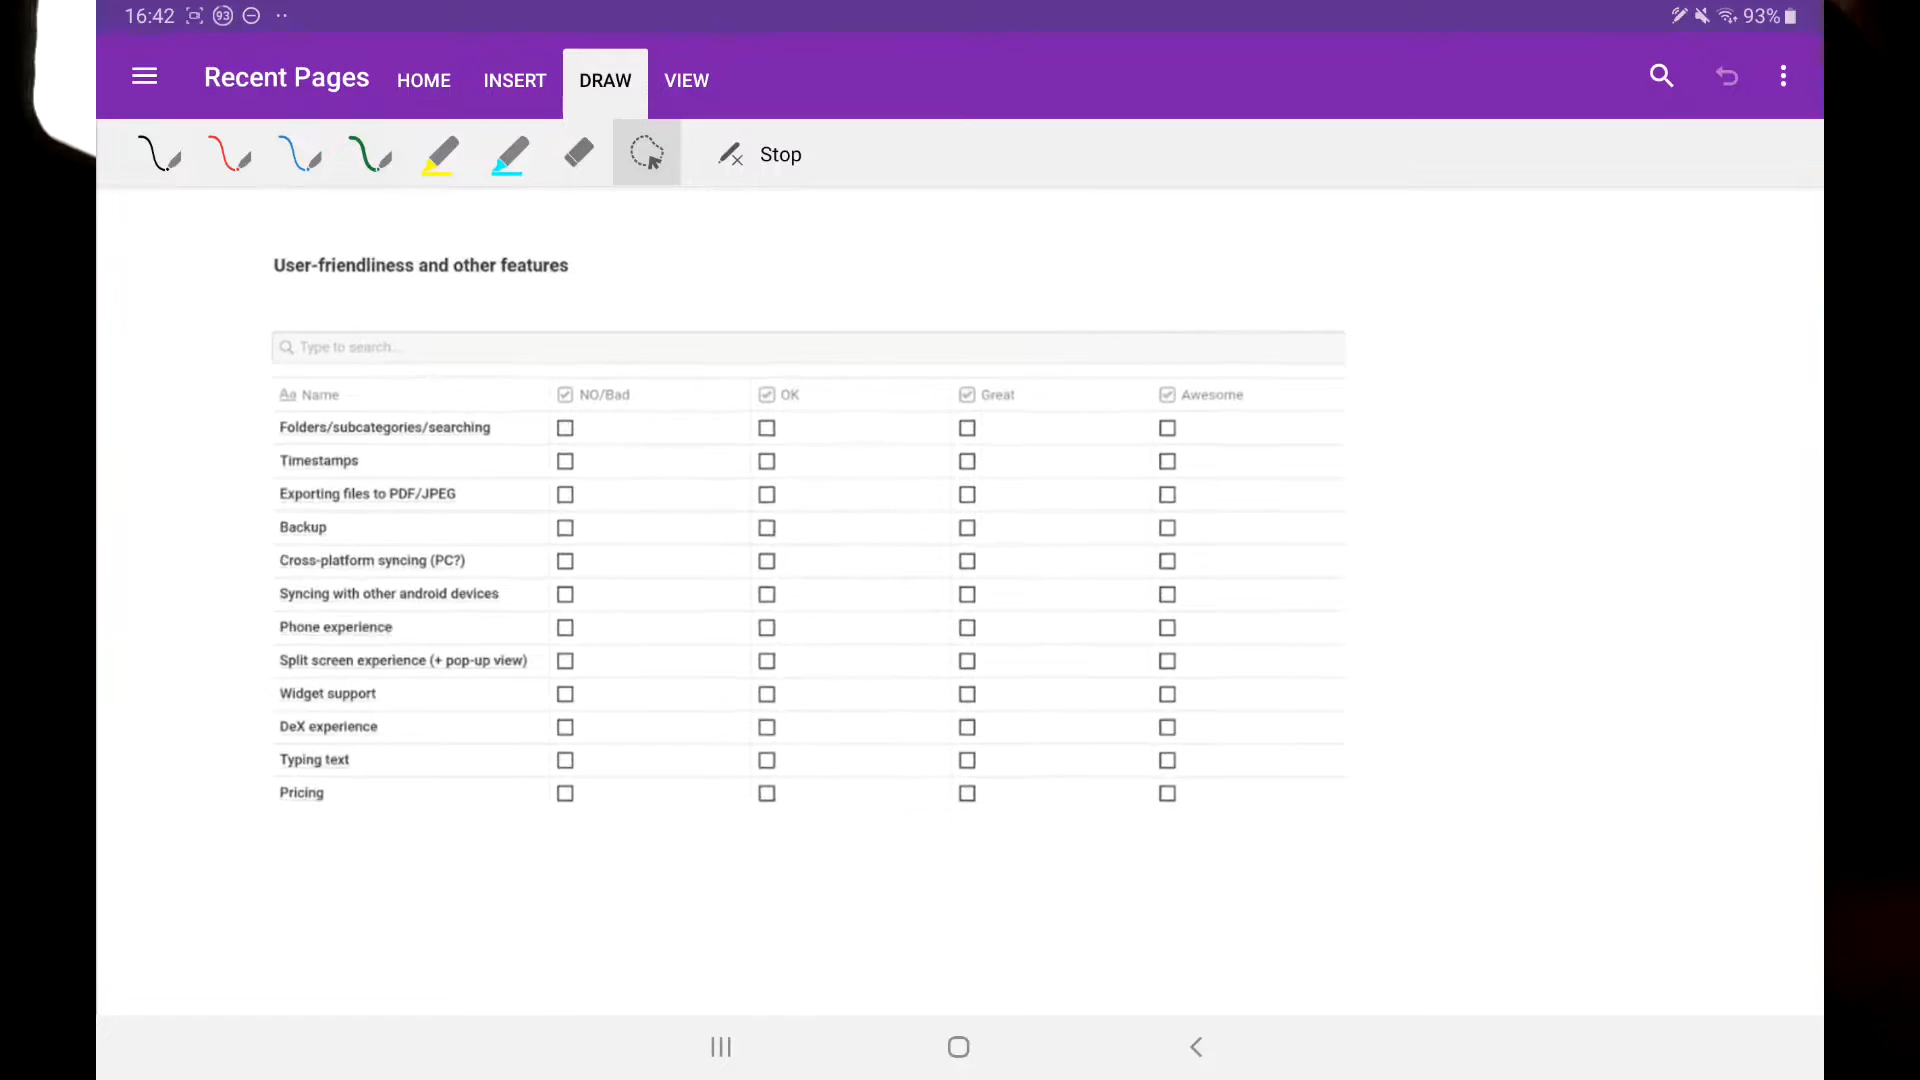 16:42 93 93%
Recent Pages HOME INSERT DRAW VIEW
Stop
User-friendliness and other features
Type to search...
Aa Name NO/Bad OK Great Awesome
Folders/subcategories/searching
Timestamps
Exporting files to PDF/JPEG
Backup
Cross-platform syncing (PC?)
Syncing with other android devices
Phone experience
Split screen experience (+ pop-up view)
Widget support
DeX experience
Typing text
Pricing